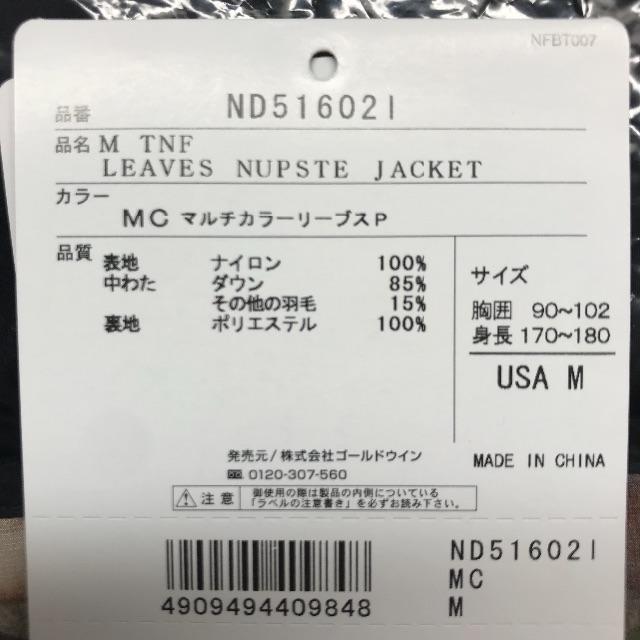 NFBT007
品番 ND51602I
品名 M TNF
LEAVES NUPSTE JACKET
カラー
MC マルチカラーリーブスP
品質 表地 ナイロン 100%
中わた ダウン 85%
その他の羽毛 15%
裏地 ポリエステル 100%
サイズ
胸囲 90~102
身長 170~180
USA M
発売元/株式会社ゴールドウイン
0120-307-560
MADE IN CHINA
注意 御使用の際は製品の内側についている
「ラベルの注意書き」を必ずお読み下さい。
4909494409848
ND51602I
MC
M